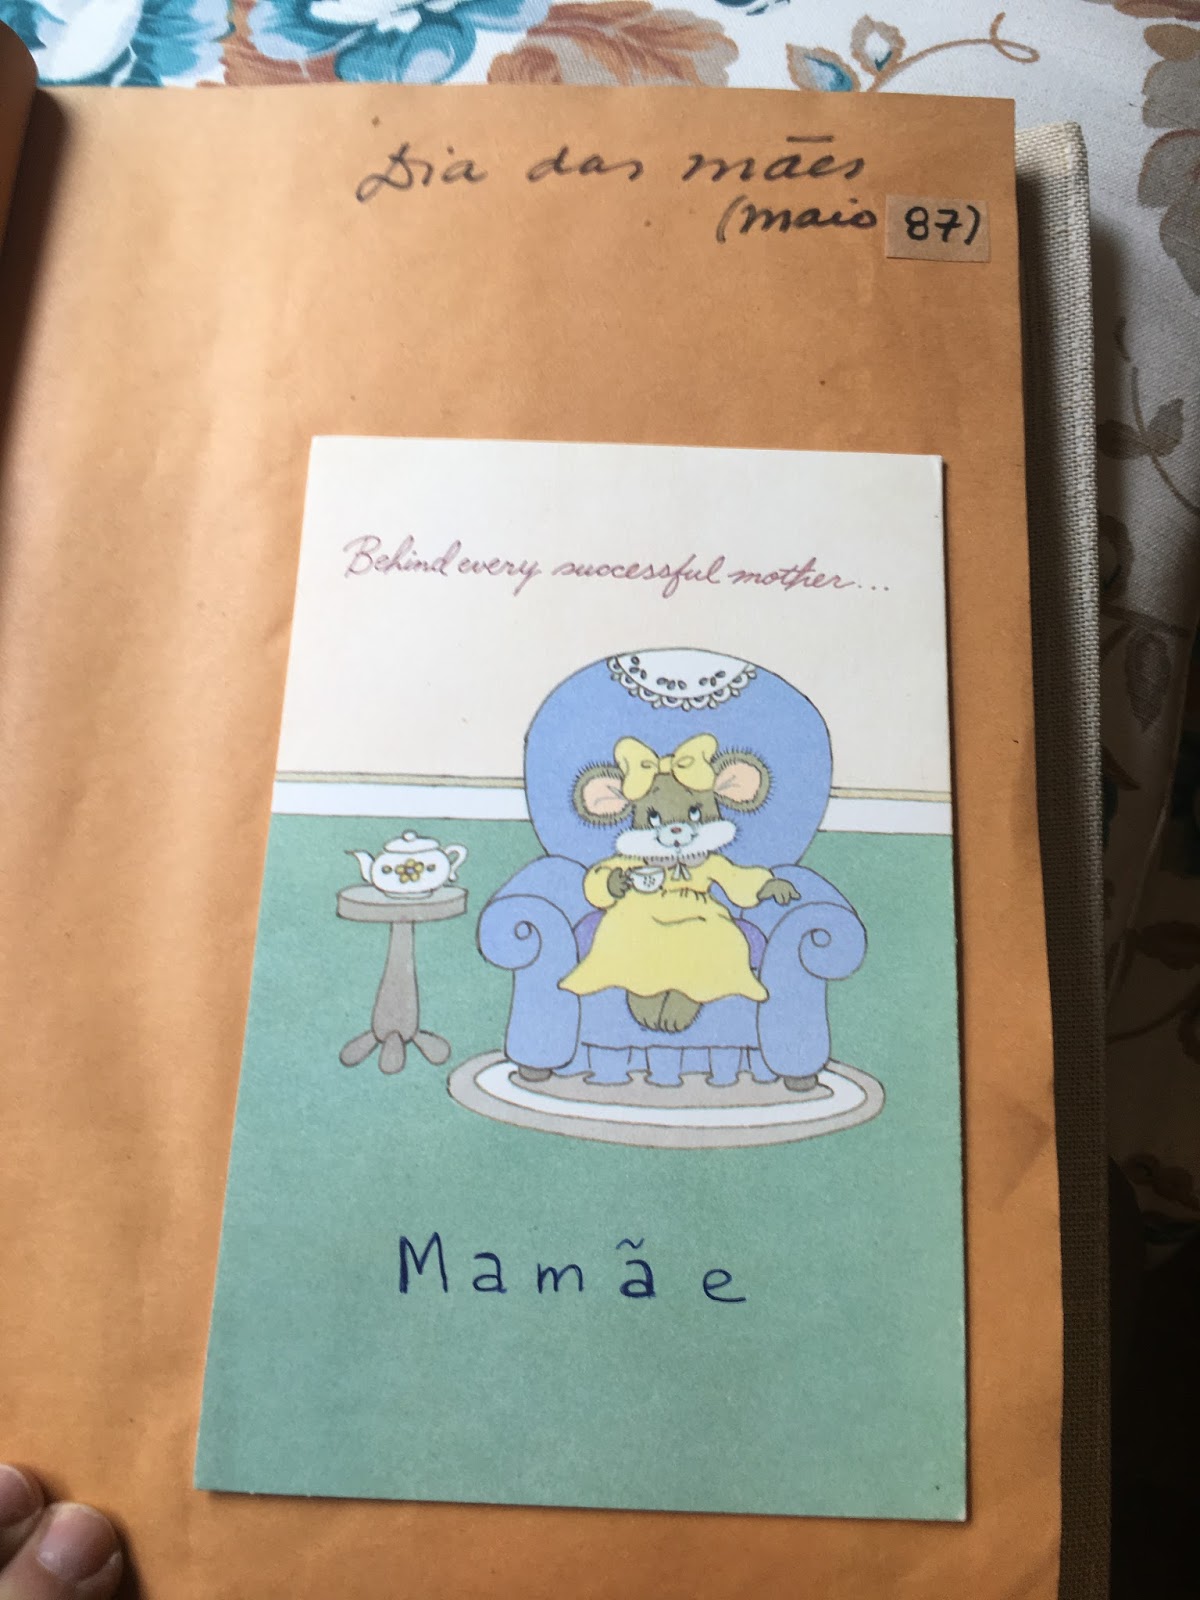 Dia das mães
(maio 87)
Behind every successful mother...
Mamãe